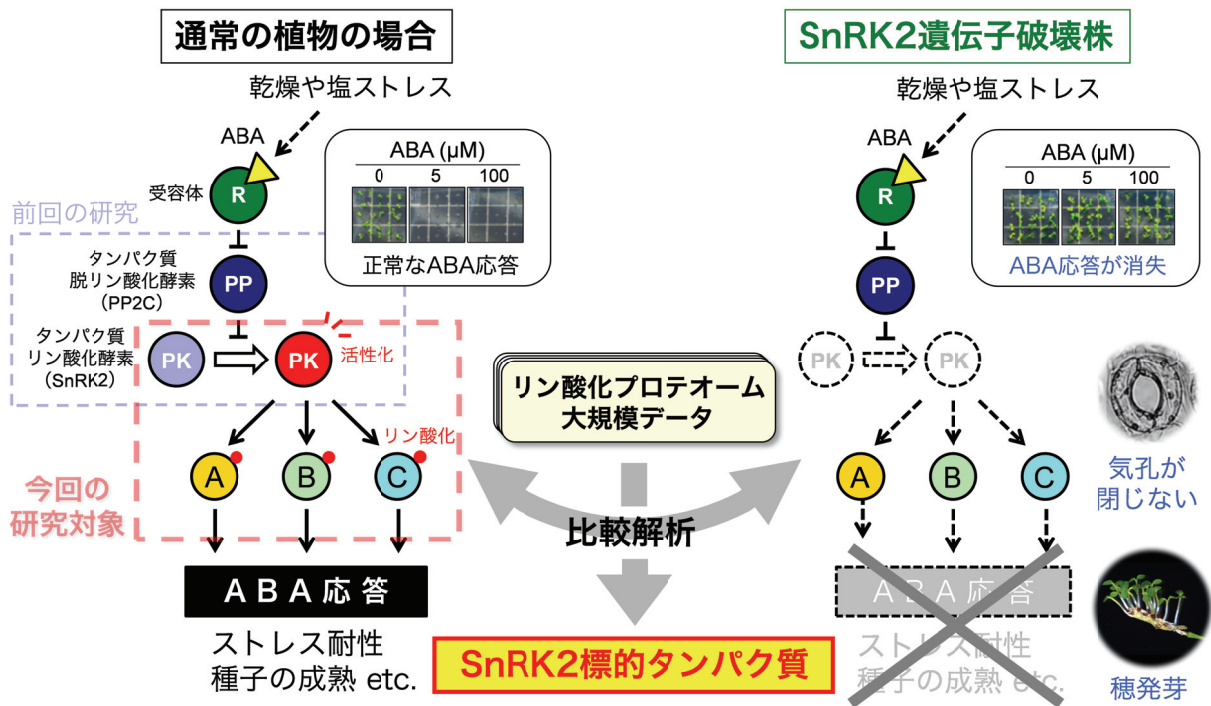 通常の植物の場合
乾燥や塩ストレス
ABA
R
受容体
ABA (μM)
0 5 100
正常なABA応答
前回の研究
タンパク質
脱リン酸化酵素
（PP2C）
PP
タンパク質
リン酸化酵素
（SnRK2）
PK
PK
活性化
リン酸化
A
B
C
今回の
研究対象
ABA応答
ストレス耐性
種子の成熟 etc.
リン酸化プロテオーム
大規模データ
比較解析
SnRK2標的タンパク質
SnRK2遺伝子破壊株
乾燥や塩ストレス
ABA
R
ABA (μM)
0 5 100
ABA応答が消失
PP
PK
PK
A
B
C
ABA応答
ストレス耐性
種子の成熟 etc.
気孔が
閉じない
穂発芽